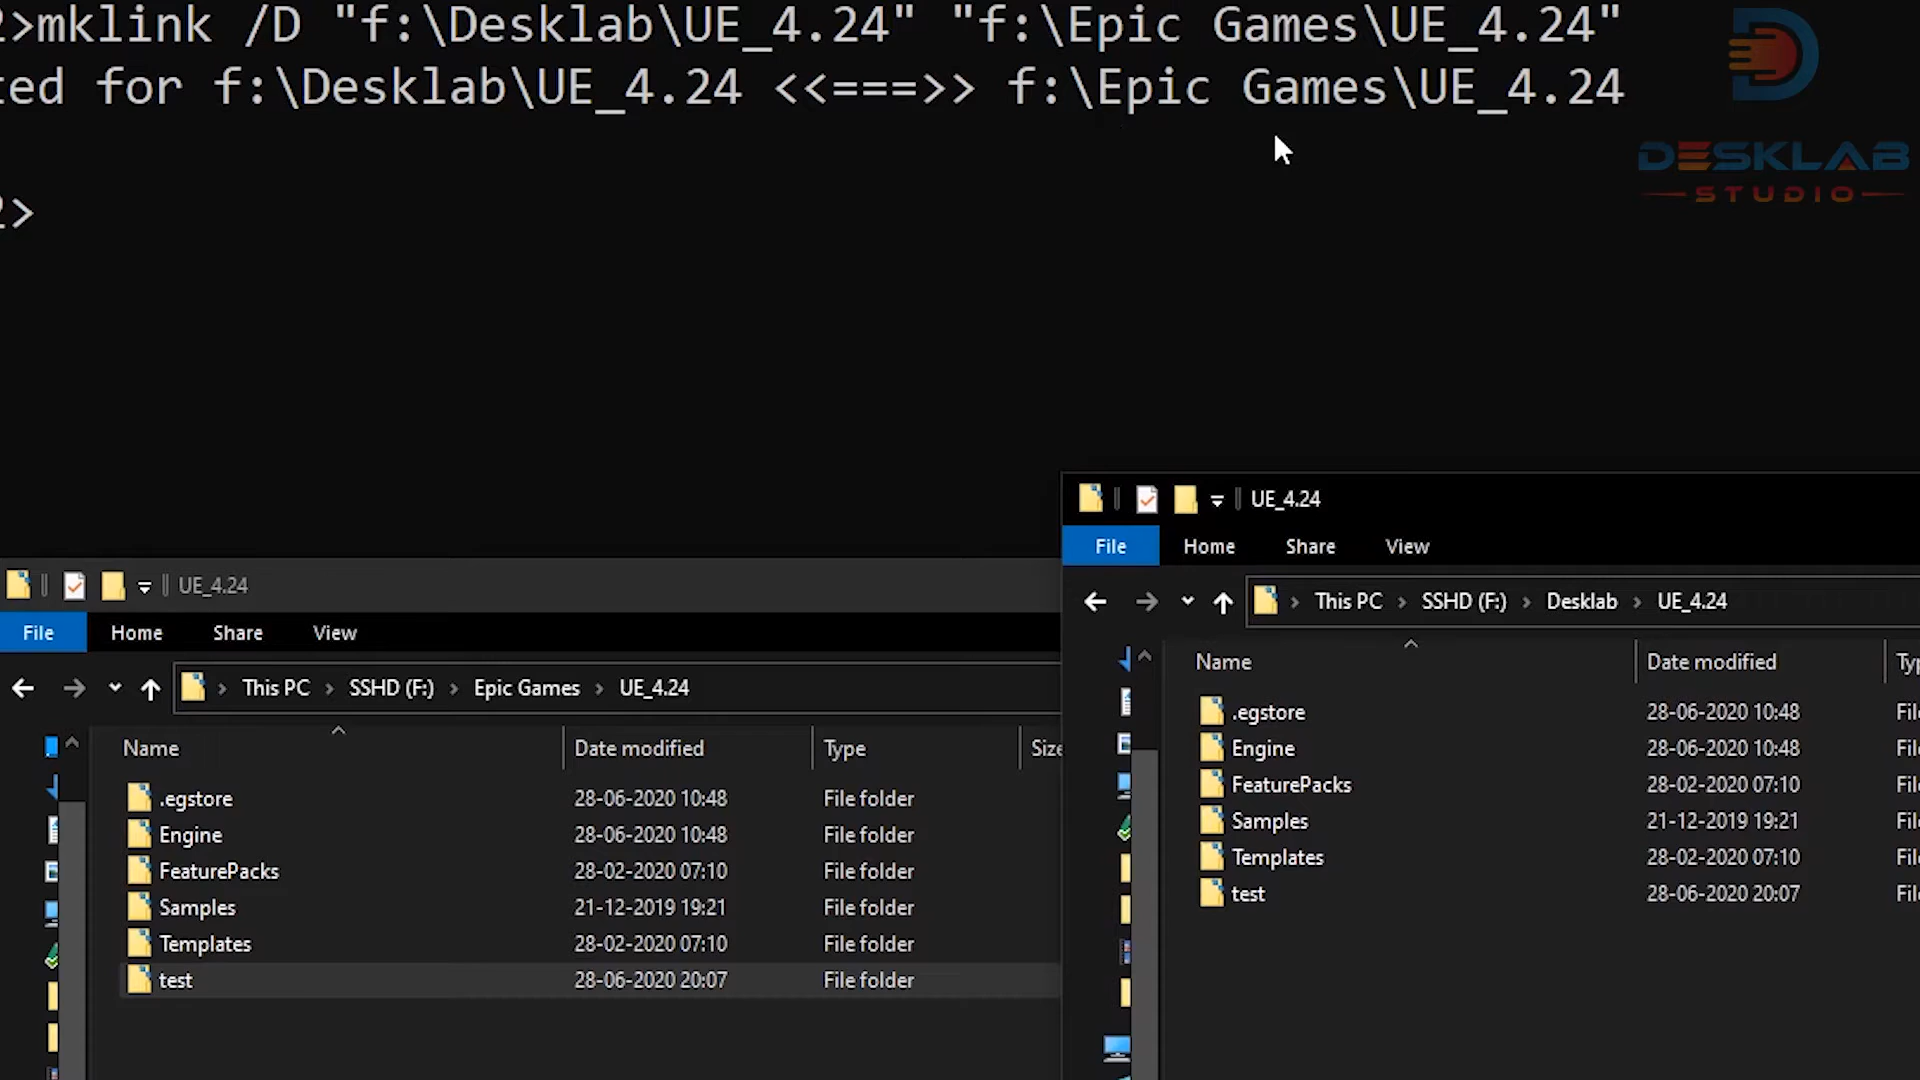 2>mklink /D "f:\Desklab\UE_4.24" "f:\Epic Games\UE_4.24"
ted for f:\Desklab\UE_4.24 <<===>> f:\Epic Games\UE_4.24
2>
DESKLAB
STUDIO
UE_4.24
File Home Share View
This PC > SSHD (F:) > Epic Games > UE_4.24
Name Date modified Type Size
.egstore 28-06-2020 10:48 File folder
Engine 28-06-2020 10:48 File folder
FeaturePacks 28-02-2020 07:10 File folder
Samples 21-12-2019 19:21 File folder
Templates 28-02-2020 07:10 File folder
test 28-06-2020 20:07 File folder
UE_4.24
File Home Share View
This PC > SSHD (F:) > Desklab > UE_4.24
Name Date modified
.egstore 28-06-2020 10:48
Engine 28-06-2020 10:48
FeaturePacks 28-02-2020 07:10
Samples 21-12-2019 19:21
Templates 28-02-2020 07:10
test 28-06-2020 20:07